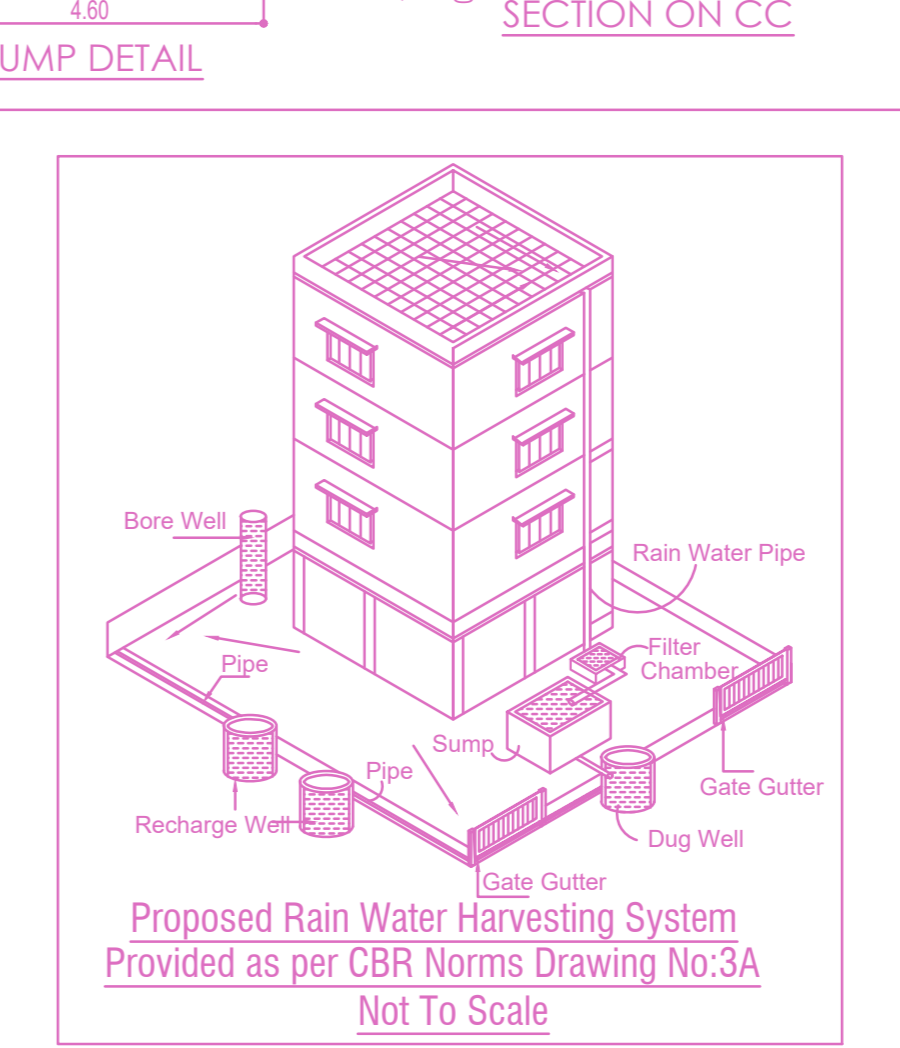 4.60
SECTION ON CC
UMP DETAIL
Bore Well
Rain Water Pipe
Filter
Chamber
Pipe
Sump
Pipe
Gate Gutter
Recharge Well
Dug Well
Gate Gutter
Proposed Rain Water Harvesting System
Provided as per CBR Norms Drawing No:3A
Not To Scale